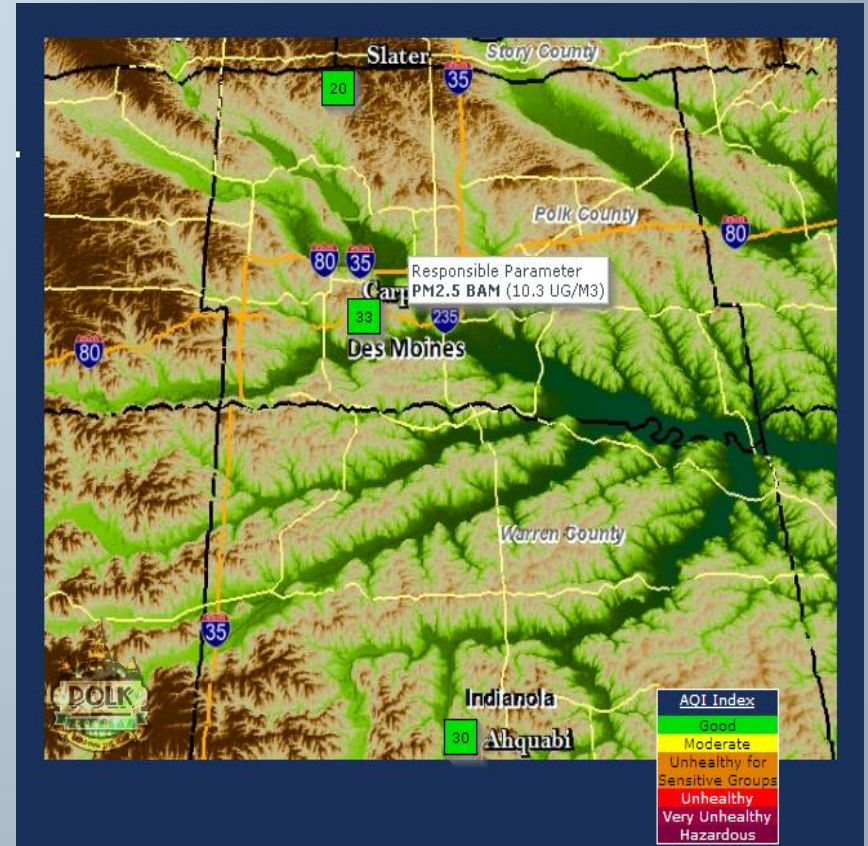 Slater
Story County
35
20
Polk County
80
80
35
Responsible Parameter
PM2.5 BAM (10.3 UG/M3)
Carp
33
235
80
Des Moines
Warren County
35
POLK
Indianola
30
Ahquabi
AQI Index
Good
Moderate
Unhealthy for
Sensitive Groups
Unhealthy
Very Unhealthy
Hazardous